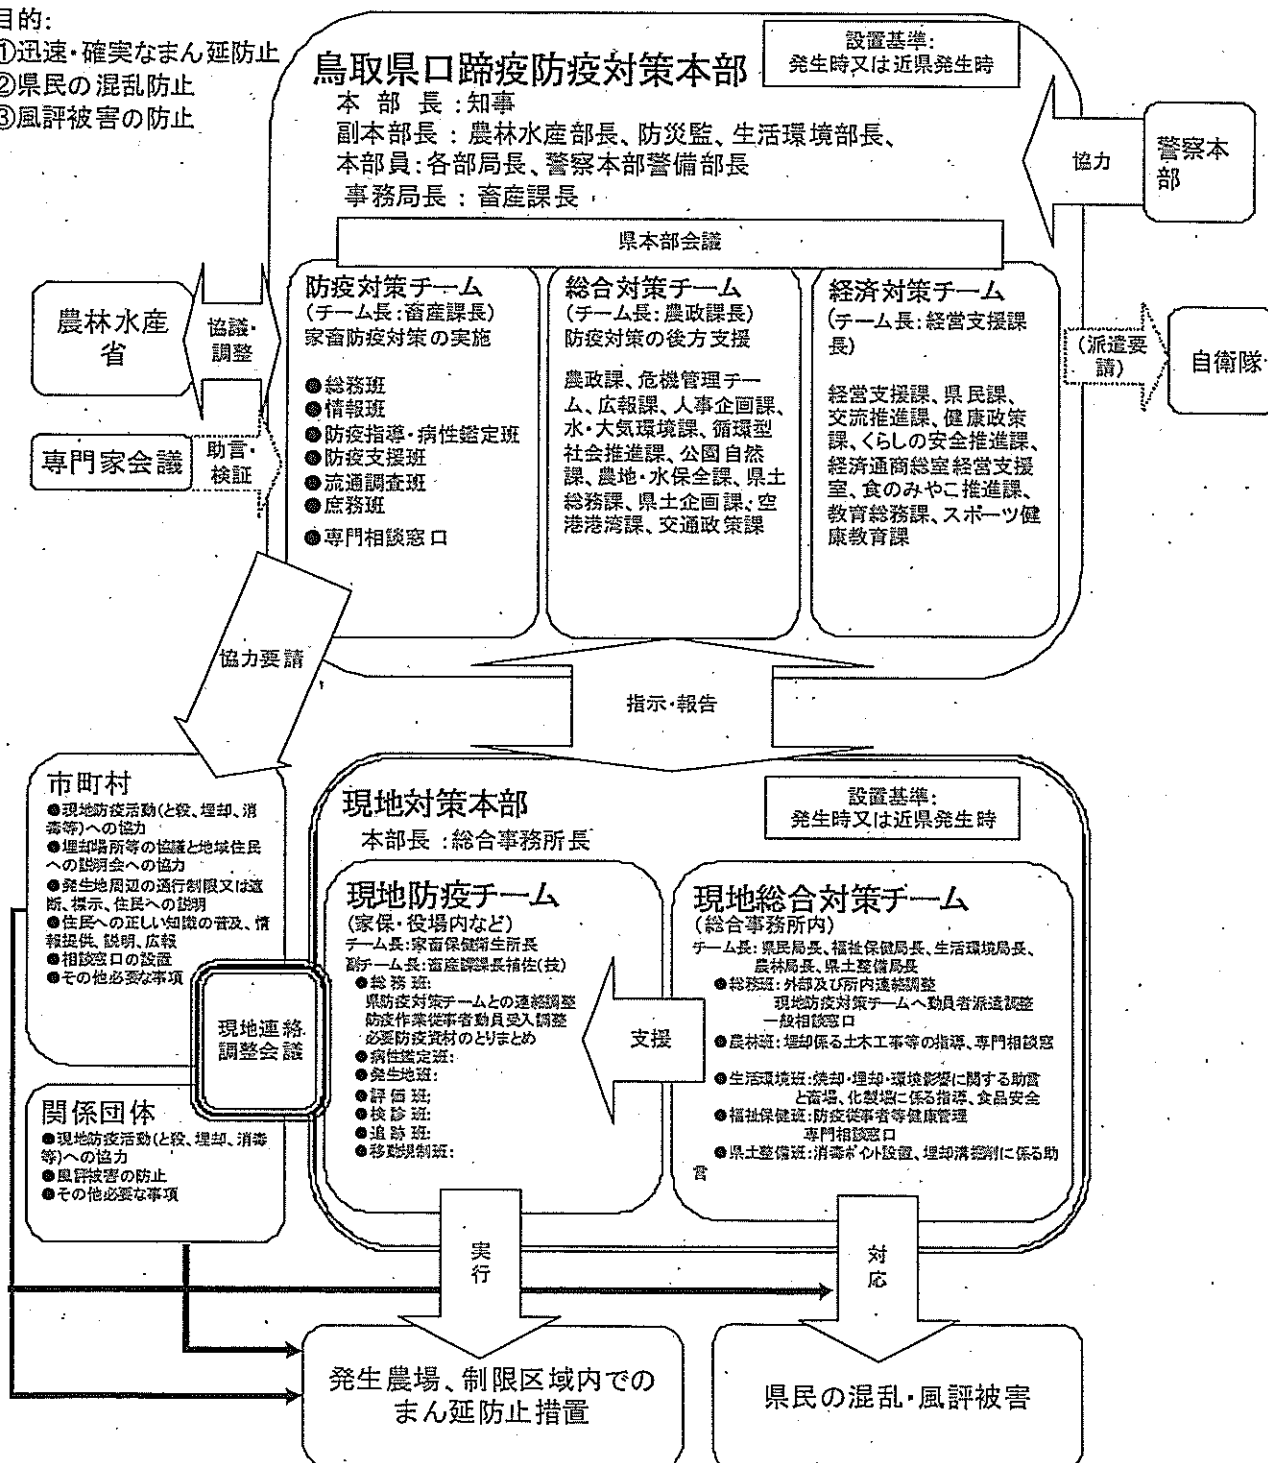 目的:
①迅速・確実なまん延防止
②県民の混乱防止
③風評被害の防止
鳥取県口蹄疫防疫対策本部
設置基準:
発生時又は近県発生時
本 部 長 :知事
副本部長 : 農林水産部長、防災監、生活環境部長、
本部員:各部局長、警察本部警備部長
事務局長 : 畜産課長
協力
警察本
部
県本部会議
農林水産
省
協議・
調整
専門家会議
助言・
検証
防疫対策チーム
(チーム長:畜産課長)
家畜防疫対策の実施
●総務班
●情報班
●防疫指導・病性鑑定班
●防疫支援班
●流通調査班
●庶務班
●専門相談窓口
総合対策チーム
(チーム長:農政課長)
防疫対策の後方支援
農政課、危機管理チー
ム、広報課、人事企画課、
水・大気環境課、循環型
社会推進課、公園自然
課、農地・水保全課、県土
総務課、県土企画課、空
港港湾課、交通政策課
経済対策チーム
(チーム長:経営支援課
長)
経営支援課、県民課、
交流推進課、健康政策
課、くらしの安全推進課、
経済通商総室経営支援
室、食のみやこ推進課、
教育総務課、スポーツ健
康教育課
(派遣要
請)
自衛隊
協力要請
指示・報告
市町村
●現地防疫活動(と殺、埋却、消
毒等)への協力
●埋却場所等の協議と地域住民
への説明会への協力
●発生地周辺の通行制限又は遮
断、標示、住民への説明
●住民への正しい知識の普及、情
報提供、説明、広報
●相談窓口の設置
●その他必要な事項
現地連絡
調整会議
関係団体
●現地防疫活動(と殺、埋却、消毒
等)への協力
●風評被害の防止
●その他必要な事項
現地対策本部
本部長 :総合事務所長
設置基準:
発生時又は近県発生時
現地防疫チーム
(家保・役場内など)
チーム長:家畜保健衛生所長
副チーム長:畜産課課長補佐(技)
●総 務 班:
県防疫対策チームとの連絡調整
防疫作業従事者動員受入調整
必要防疫資材のとりまとめ
●病性鑑定班:
●発生地班:
●評 価 班:
●検 診 班:
●追 跡 班:
●移動規制班:
支援
現地総合対策チーム
(総合事務所内)
チーム長: 県民局長、福祉保健局長、生活環境局長、
農林局長、県土整備局長
●総務班: 外部及び所内連絡調整
現地防疫対策チームへ動員者派遣調整
一般相談窓口
●農林班: 埋却係る土木工事等の指導、専門相談窓
●生活環境班:焼却・埋却・環境影響に関する助言
と畜場、化製場に係る指導、食品安全
●福祉保健班:防疫従事者等健康管理
専門相談窓口
●県土整備班:消毒ポイント設置、埋却溝掘削に係る助
言
実行
対応
発生農場、制限区域内での
まん延防止措置
県民の混乱・風評被害